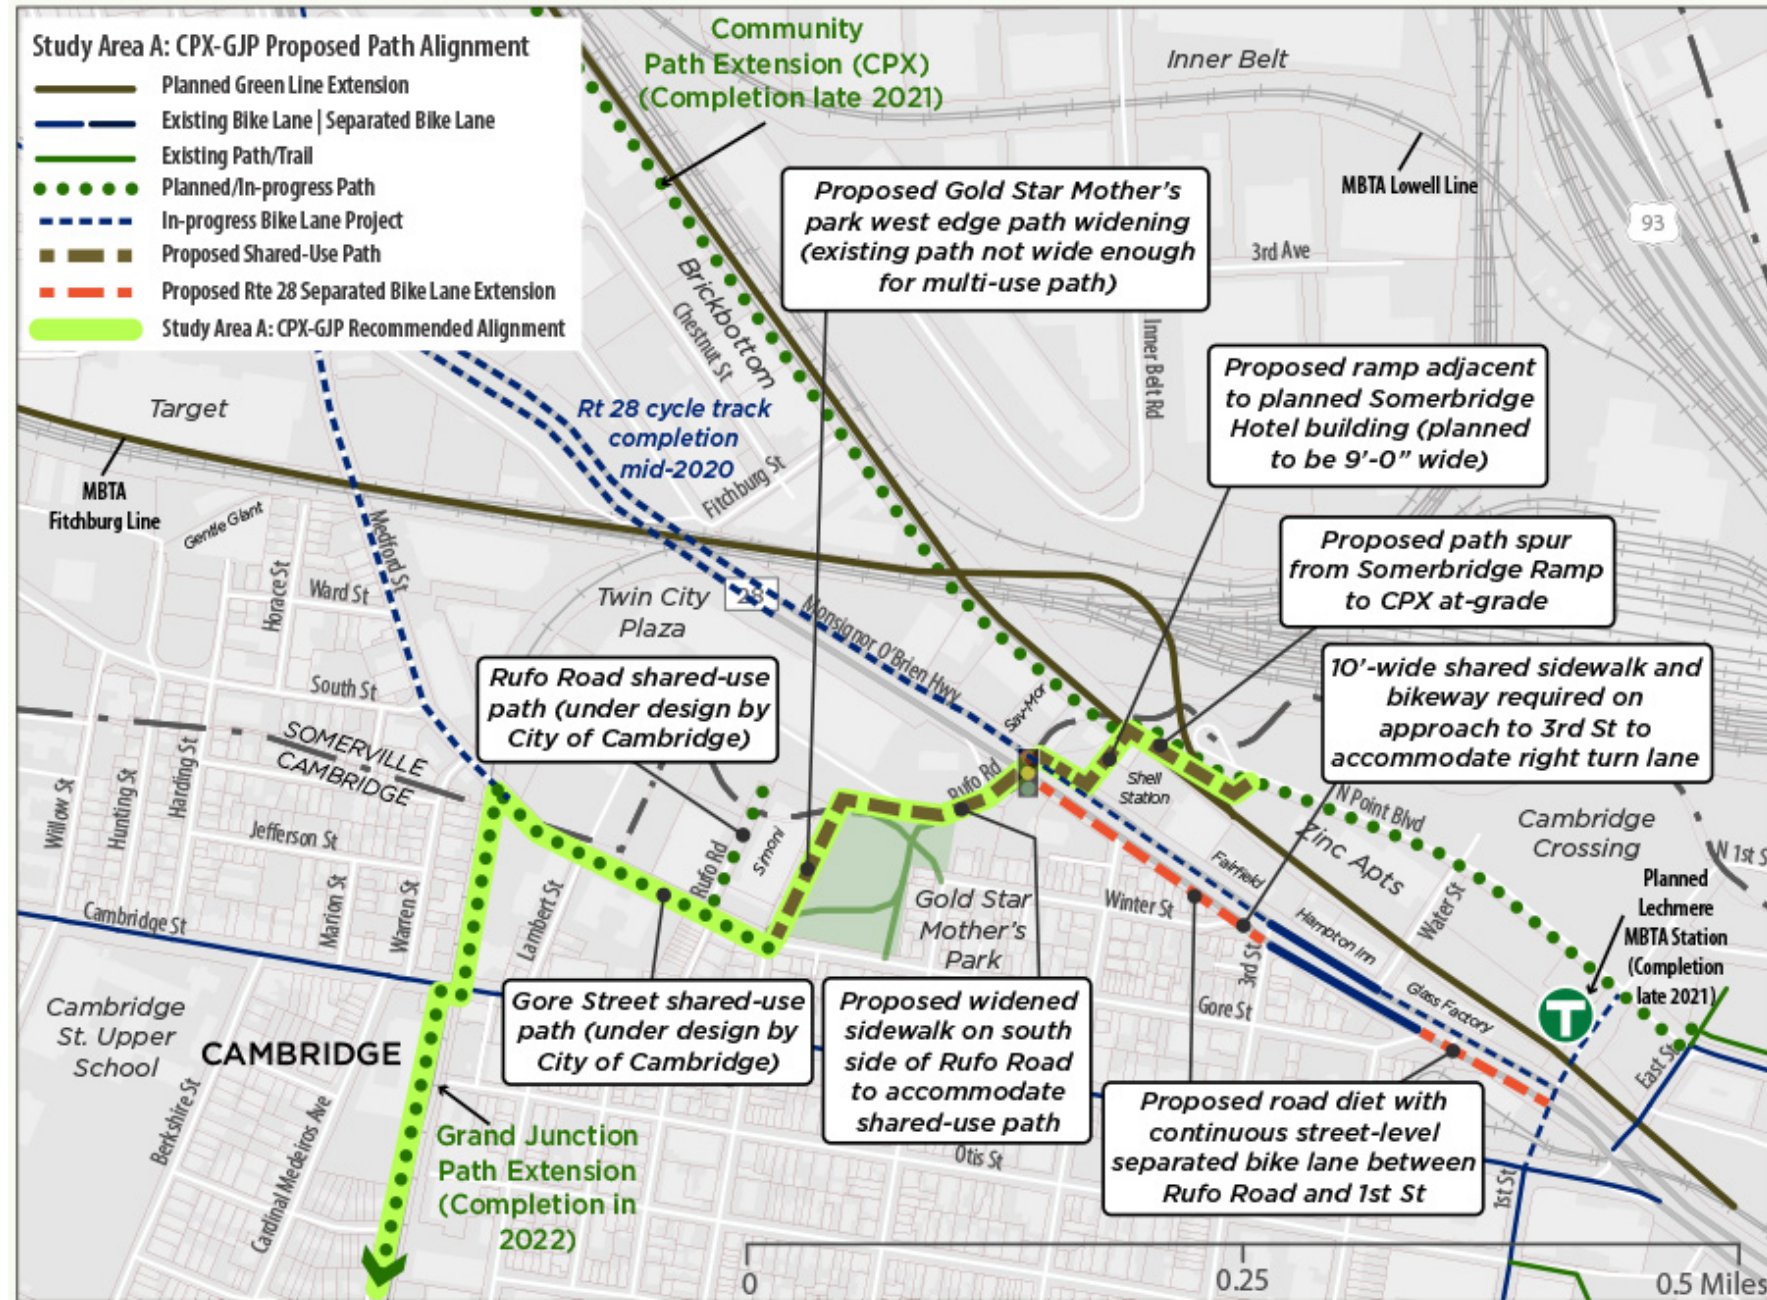 Study Area A: CPX-GJP Proposed Path Alignment
Planned Green Line Extension
Existing Bike Lane | Separated Bike Lane
Existing Path/Trail
Planned/In-progress Path
In-progress Bike Lane Project
Proposed Shared-Use Path
Proposed Rte 28 Separated Bike Lane Extension
Study Area A: CPX-GJP Recommended Alignment
Community
Path Extension (CPX)
(Completion late 2021)
Inner Belt
MBTA Lowell Line
93
Proposed Gold Star Mother's
park west edge path widening
(existing path not wide enough
for multi-use path)
3rd Ave
Inner Belt Rd
Brickbottom
Chestnut St
Proposed ramp adjacent
to planned Somerbridge
Hotel building (planned
to be 9'-0" wide)
Target
Rt 28 cycle track
completion
mid-2020
Fitchburg St
MBTA
Fitchburg Line
Gentle Giant
Medford St
Proposed path spur
from Somerbridge Ramp
to CPX at-grade
Horace St
Ward St
Twin City
Plaza
28
Monsignor O'Brien Hwy
10'-wide shared sidewalk and
bikeway required on
approach to 3rd St to
accommodate right turn lane
Rufo Road shared-use
path (under design by
City of Cambridge)
South St
Sav-Mor
SOMERVILLE
CAMBRIDGE
Willow St
Hunting St
Harding St
Rufo Rd
Shell
Station
N Point Blvd
Cambridge
Crossing
N 1st S
Jefferson St
Rufo Rd
Simoni
Zinc Apts
Fairfield
Planned
Lechmere
MBTA Station
(Completion
late 2021)
Cambridge St
Marion St
Warren St
Lambert St
Gold Star
Mother's
Park
Winter St
Hampton Inn
Water St
3rd St
Cambridge
St. Upper
School
CAMBRIDGE
Gore Street shared-use
path (under design by
City of Cambridge)
Proposed widened
sidewalk on south
side of Rufo Road
to accommodate
shared-use path
Gore St
Glass Factory
T
East St
Berkshire St
Cardinal Medeiros Ave
Grand Junction
Path Extension
(Completion in
2022)
Otis St
Proposed road diet with
continuous street-level
separated bike lane between
Rufo Road and 1st St
1st St
0
0.25
0.5 Miles